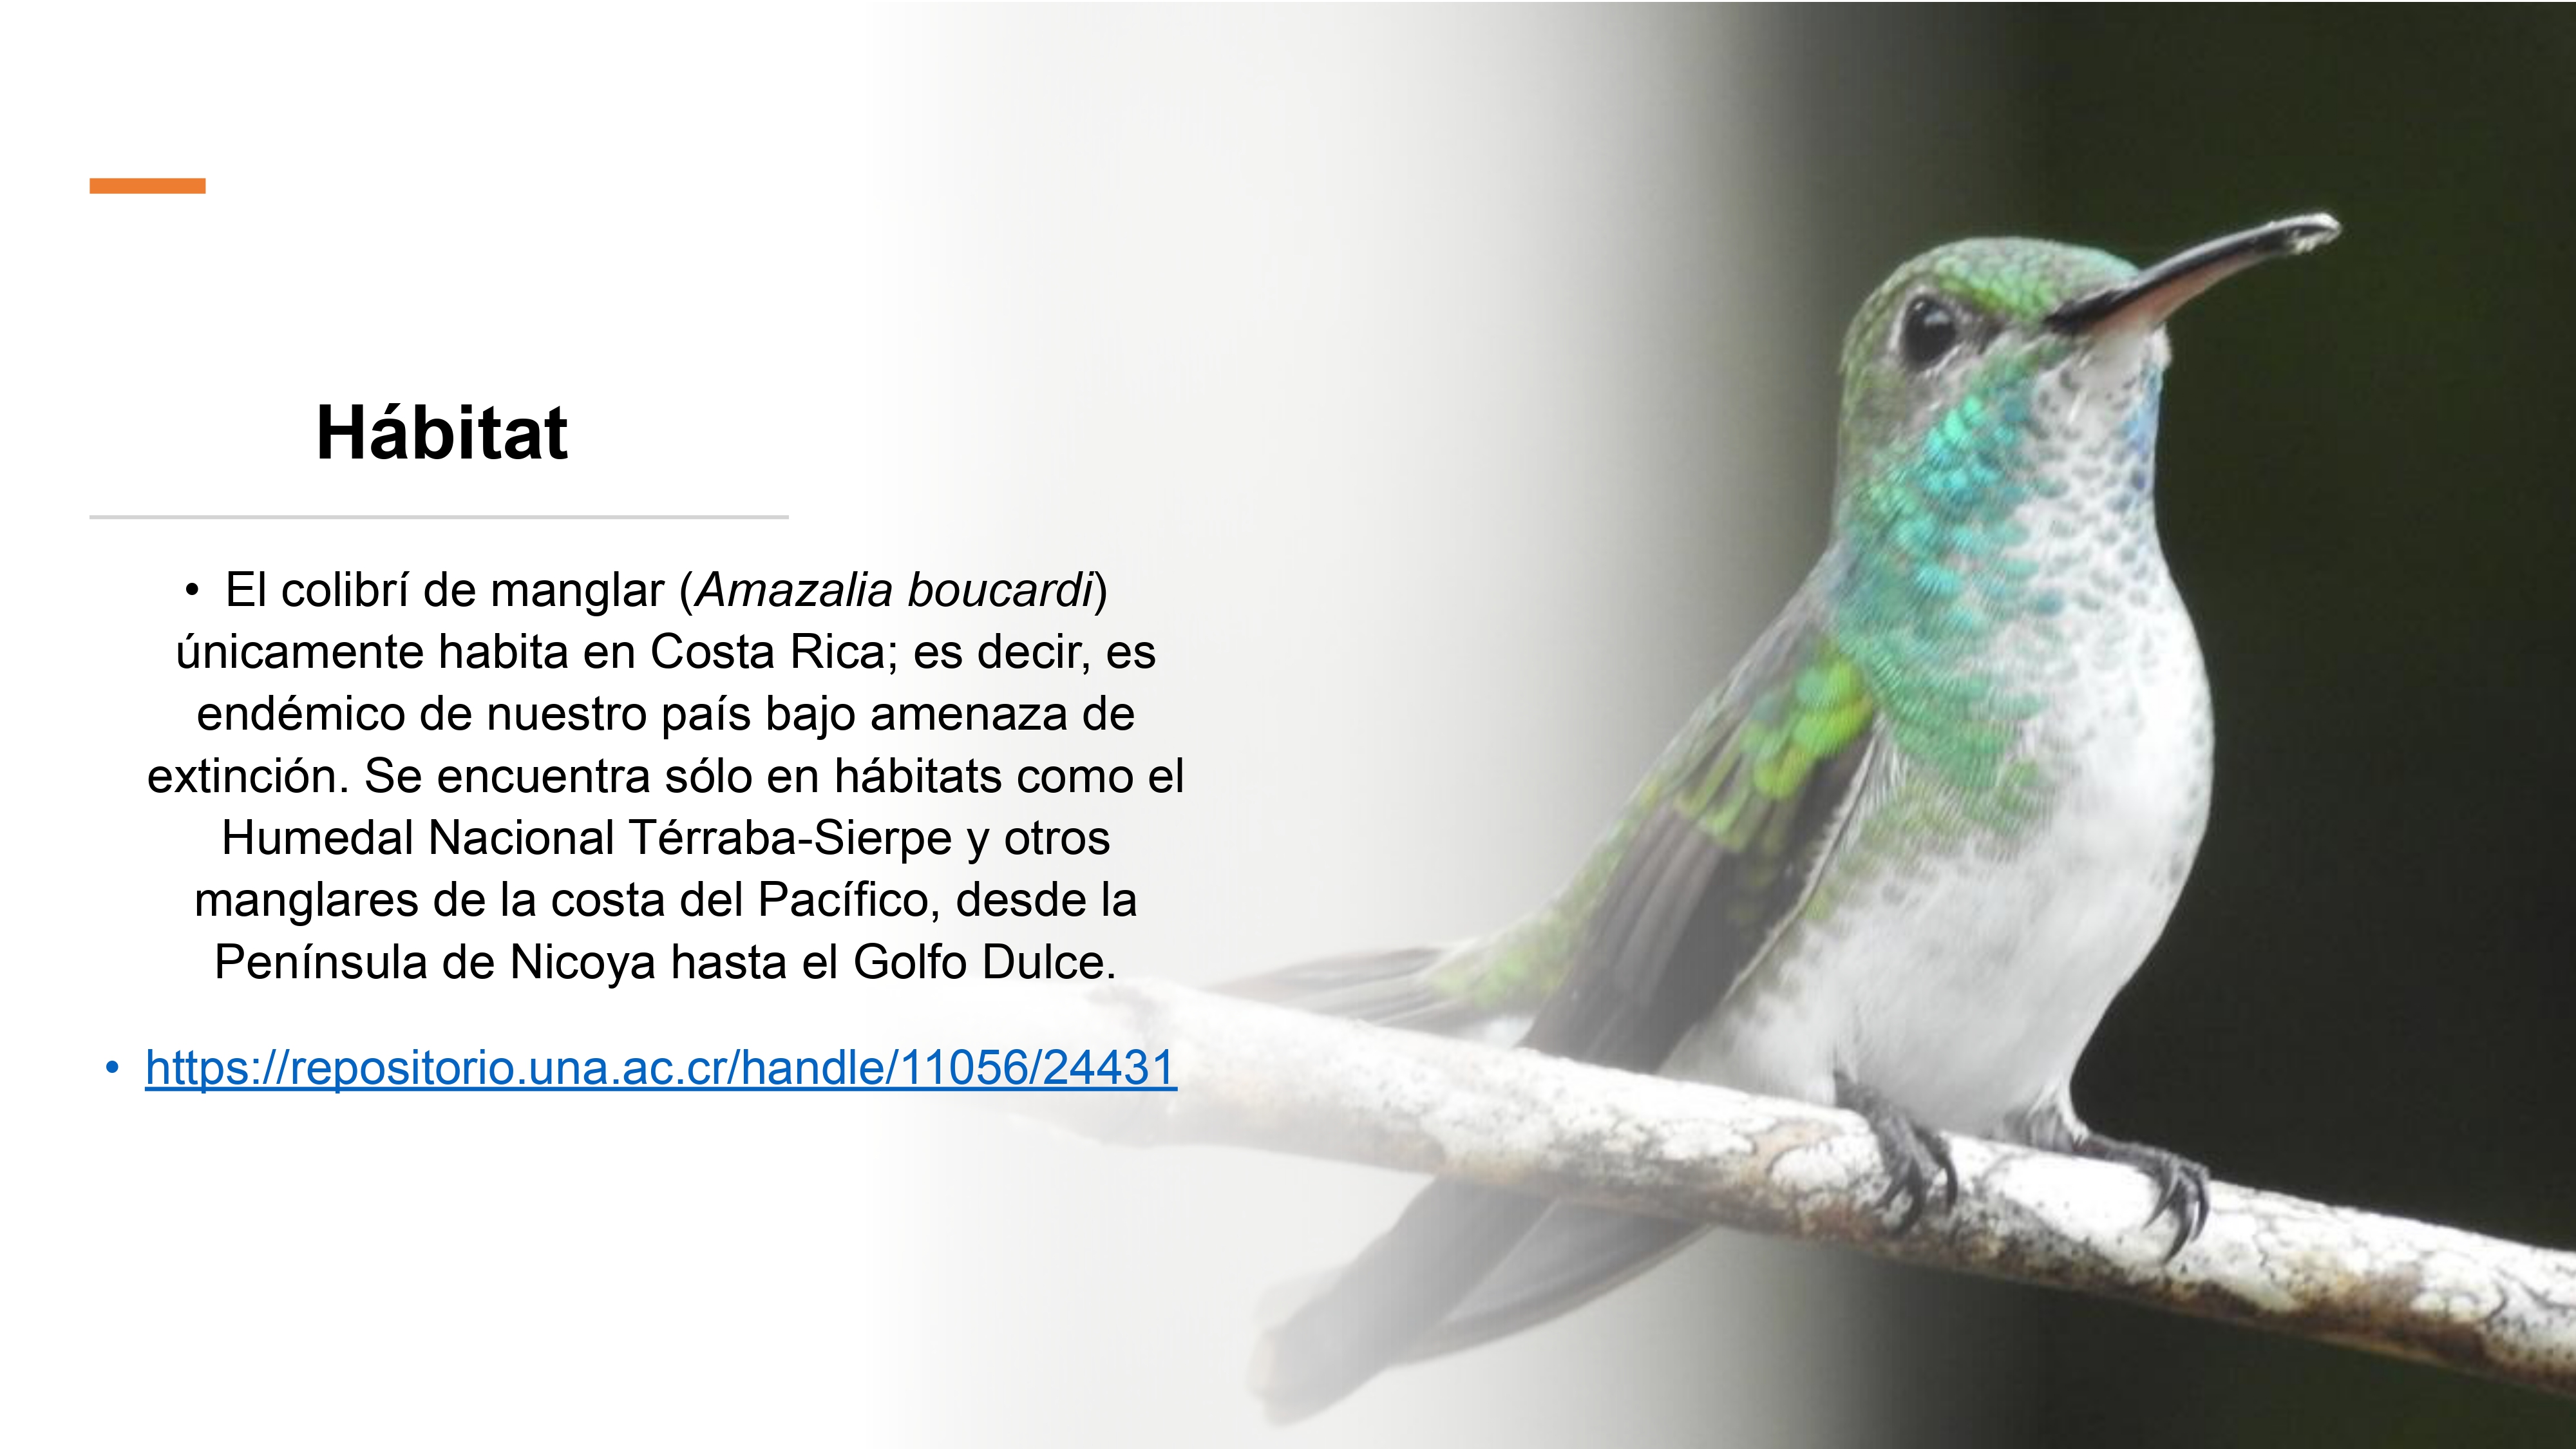 Hábitat
• El colibrí de manglar (Amazalia boucardi)
únicamente habita en Costa Rica; es decir, es
endémico de nuestro país bajo amenaza de
extinción. Se encuentra sólo en hábitats como el
Humedal Nacional Térraba-Sierpe y otros
manglares de la costa del Pacífico, desde la
Península de Nicoya hasta el Golfo Dulce.
• https://repositorio.una.ac.cr/handle/11056/24431